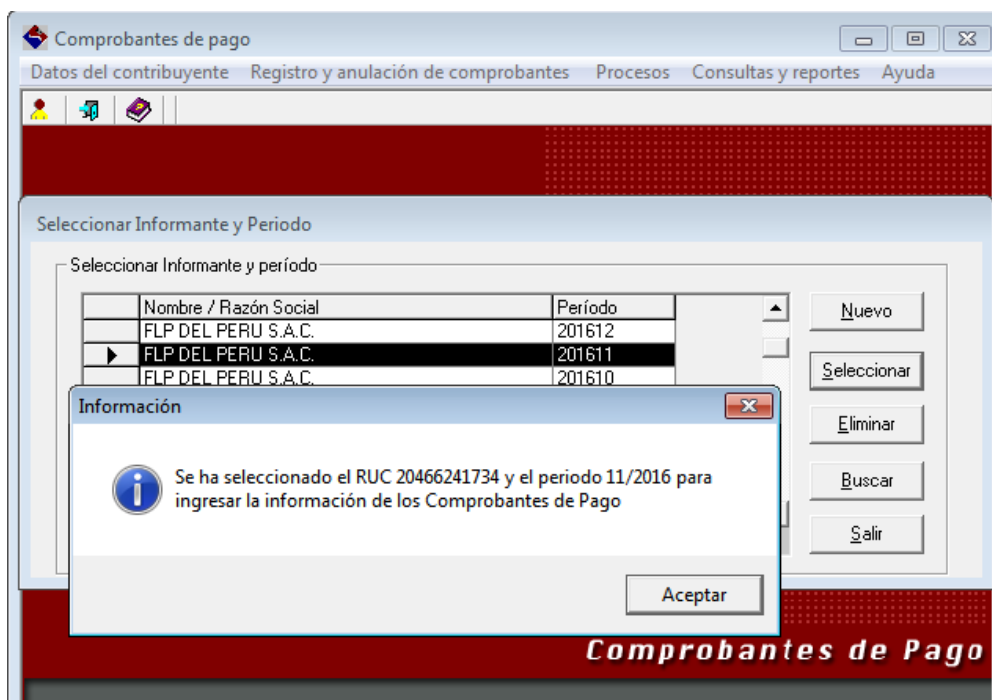 Comprobantes de pago
Datos del contribuyente Registro y anulación de comprobantes Procesos Consultas y reportes Ayuda
Seleccionar Informante y Periodo
Seleccionar Informante y período
Nombre / Razón Social Período
FLP DEL PERU S.A.C. 201612
FLP DEL PERU S.A.C. 201611
FLP DEL PERU S.A.C. 201610
Nuevo
Seleccionar
Eliminar
Buscar
Salir
Información
Se ha seleccionado el RUC 20466241734 y el periodo 11/2016 para
ingresar la información de los Comprobantes de Pago
Aceptar
Comprobantes de Pago